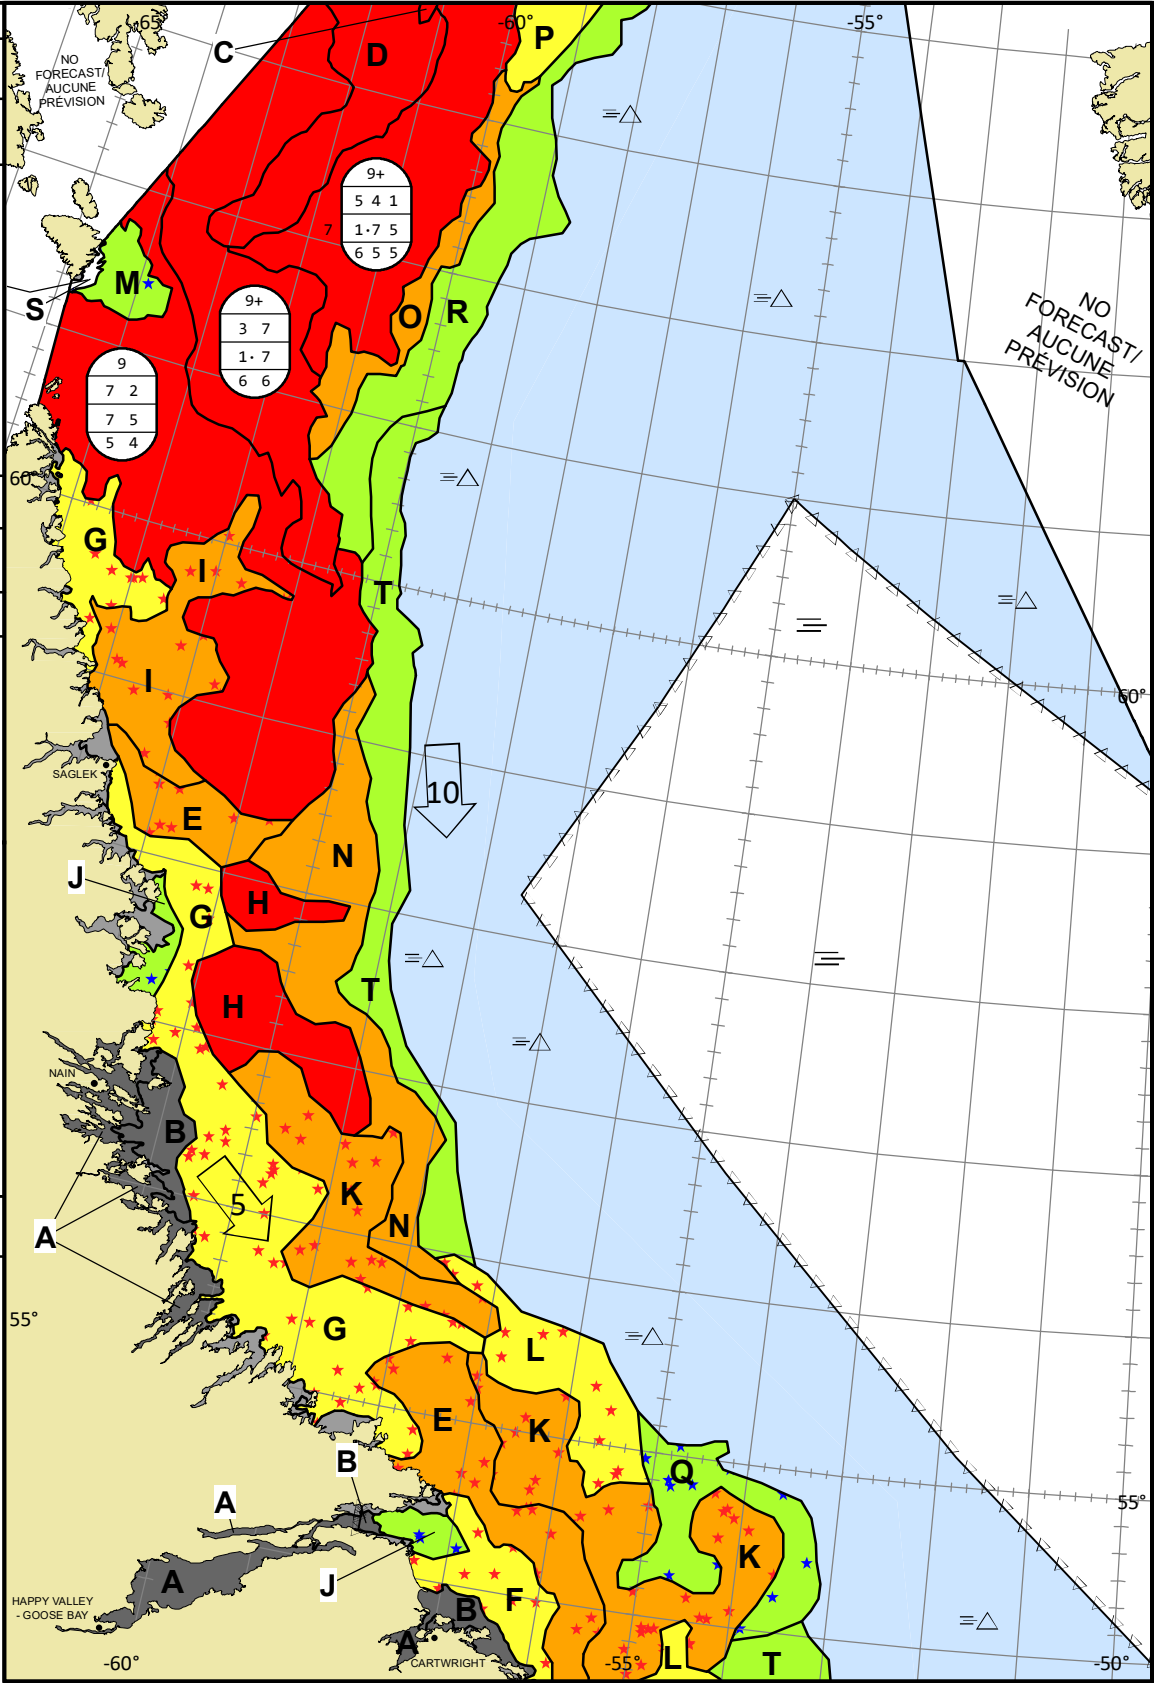 -65°
-60°
-55°
P
C
D
NO
FORECAST/
AUCUNE
PRÉVISION
9+
5 4 1
7 1·7 5
6 5 5
M
S
9+
3 7
1· 7
6 6
O
R
NO
FORECAST/
AUCUNE
PRÉVISION
9
7 2
7 5
5 4
60°
G
I
T
I
60°
SAGLEK
10
E
N
J
H
G
T
H
NAIN
B
K
5
N
A
55°
G
L
E
K
B
Q
A
55°
K
A
J
HAPPY VALLEY
- GOOSE BAY
F
B
A
CARTWRIGHT
L
T
-60°
-55°
-50°